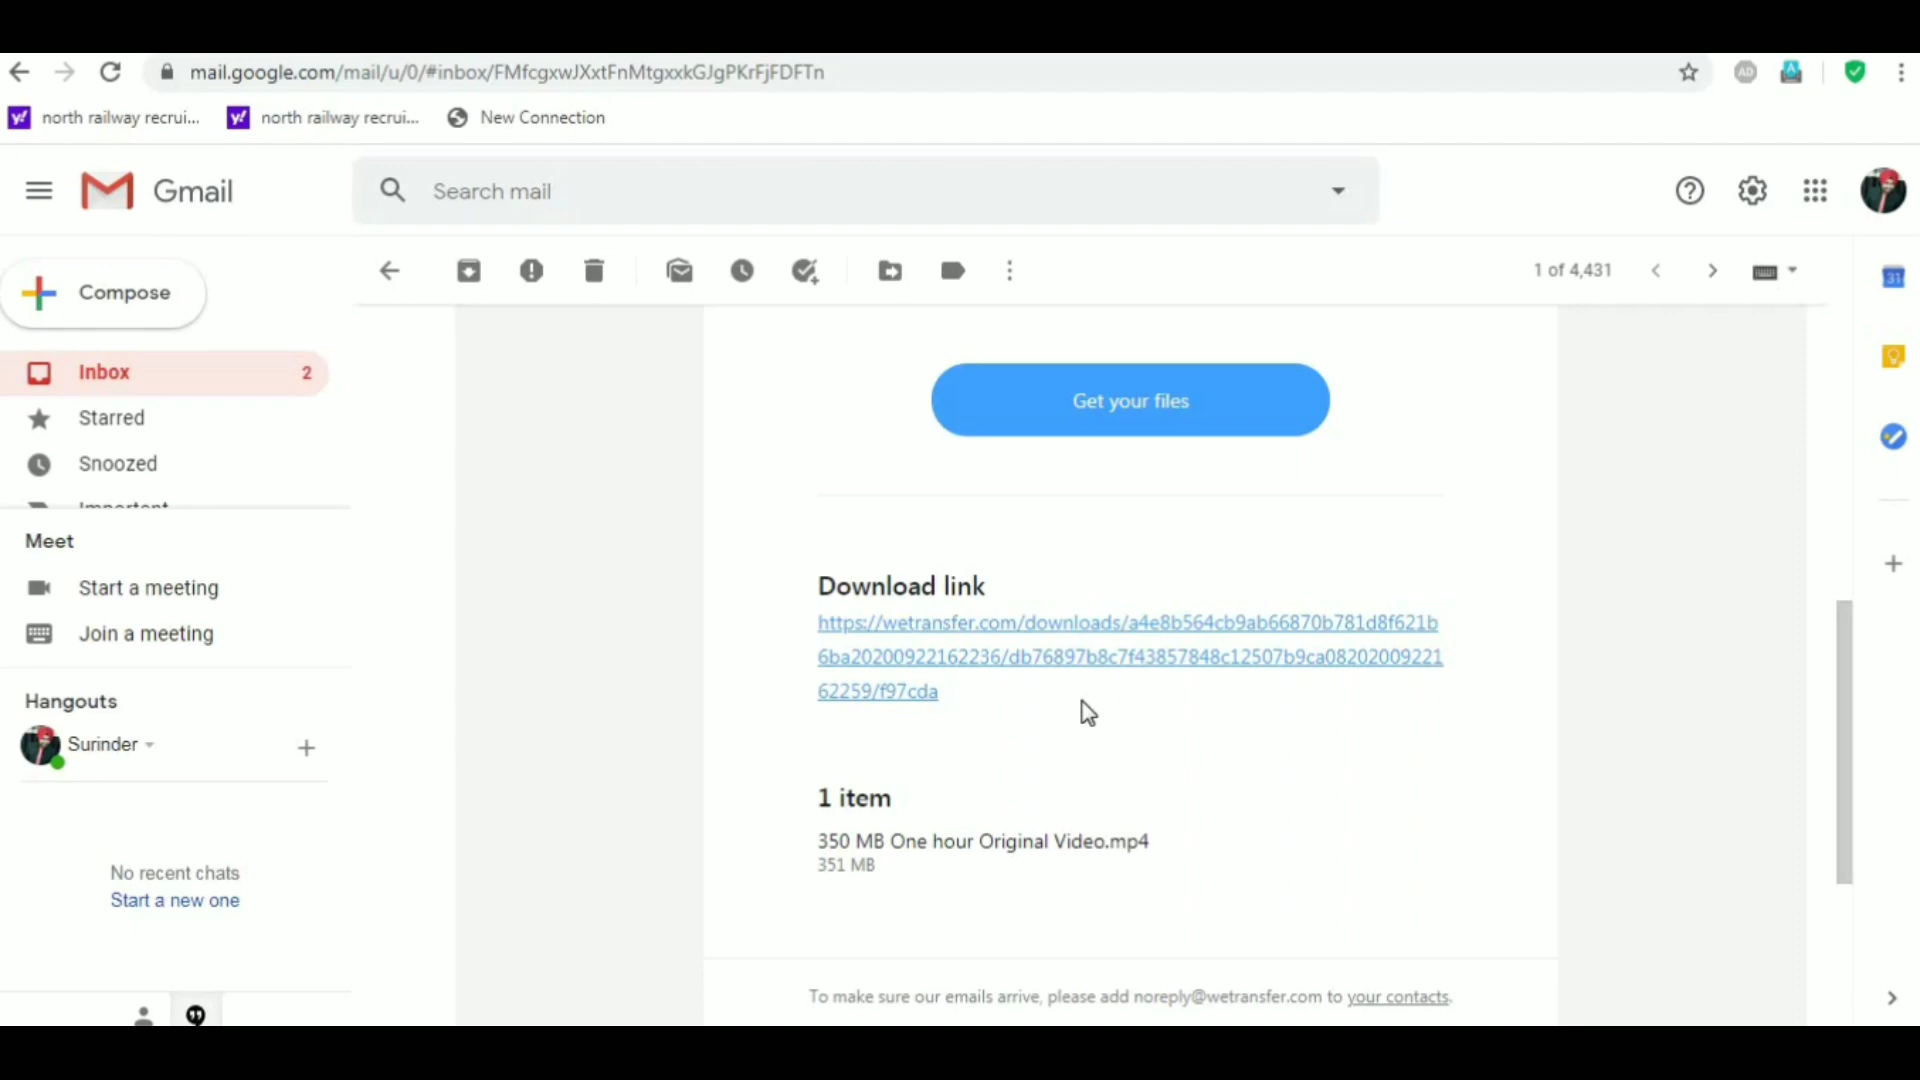 mail.google.com/mail/u/0/#inbox/FMfcgxwJXxtFnMtgxxkGJgPKrFjFDFTn
AD
north railway recrui...
north railway recrui...
New Connection
Gmail
Search mail
Compose
1 of 4,431
31
Inbox 2
Starred
Snoozed
Important
Meet
Start a meeting
Join a meeting
Hangouts
Surinder
No recent chats
Start a new one
Get your files
Download link
https://wetransfer.com/downloads/a4e8b564cb9ab66870b781d8f621b
6ba20200922162236/db76897b8c7f43857848c12507b9ca08202009221
62259/f97cda
1 item
350 MB One hour Original Video.mp4
351 MB
To make sure our emails arrive, please add noreply@wetransfer.com to your contacts.